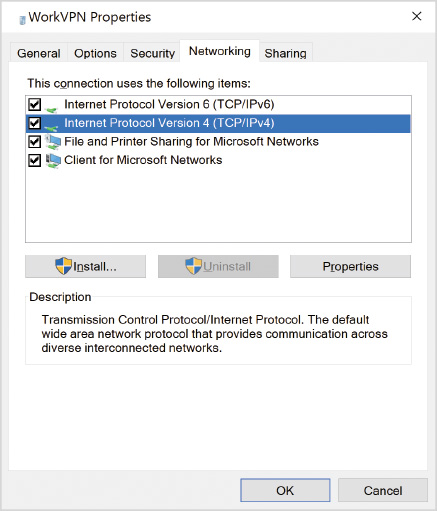 WorkVPN Properties
General Options Security Networking Sharing
This connection uses the following items:
Internet Protocol Version 6 (TCP/IPv6)
Internet Protocol Version 4 (TCP/IPv4)
File and Printer Sharing for Microsoft Networks
Client for Microsoft Networks
Install... Uninstall Properties
Description
Transmission Control Protocol/Internet Protocol. The default
wide area network protocol that provides communication across
diverse interconnected networks.
OK Cancel